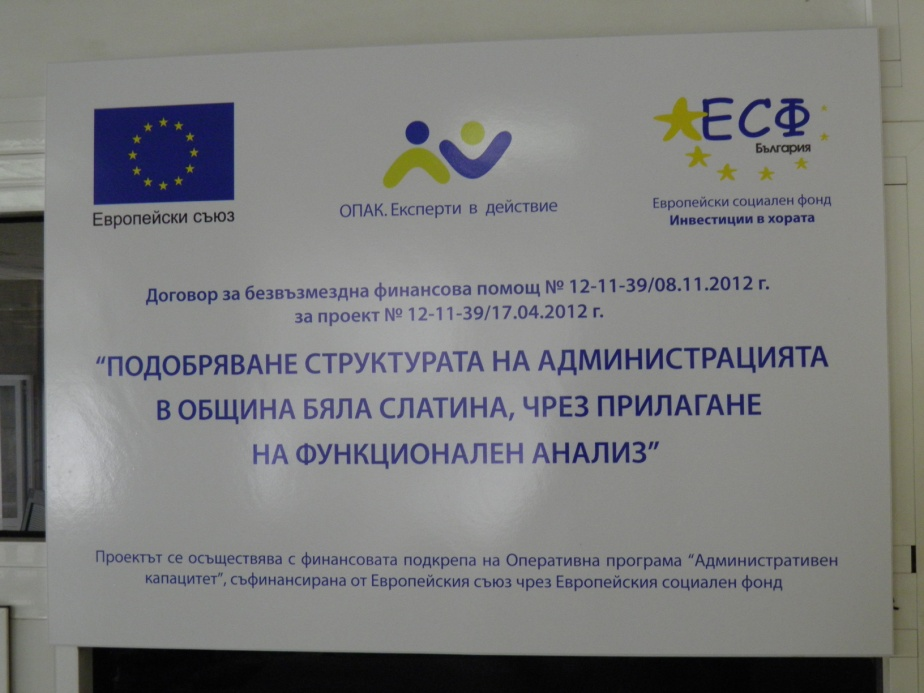 Европейски съюз
ОПАК. Експерти в действие
ЕСФ
България
Европейски социален фонд
Инвестиции в хората
Договор за безвъзмездна финансова помощ № 12-11-39/08.11.2012 г.
за проект № 12-11-39/17.04.2012 г.
“ПОДОБРЯВАНЕ СТРУКТУРАТА НА АДМИНИСТРАЦИЯТА
В ОБЩИНА БЯЛА СЛАТИНА, ЧРЕЗ ПРИЛАГАНЕ
НА ФУНКЦИОНАЛЕН АНАЛИЗ”
Проектът се осъществява с финансовата подкрепа на Оперативна програма “Административен
капацитет”, съфинансирана от Европейския съюз чрез Европейския социален фонд